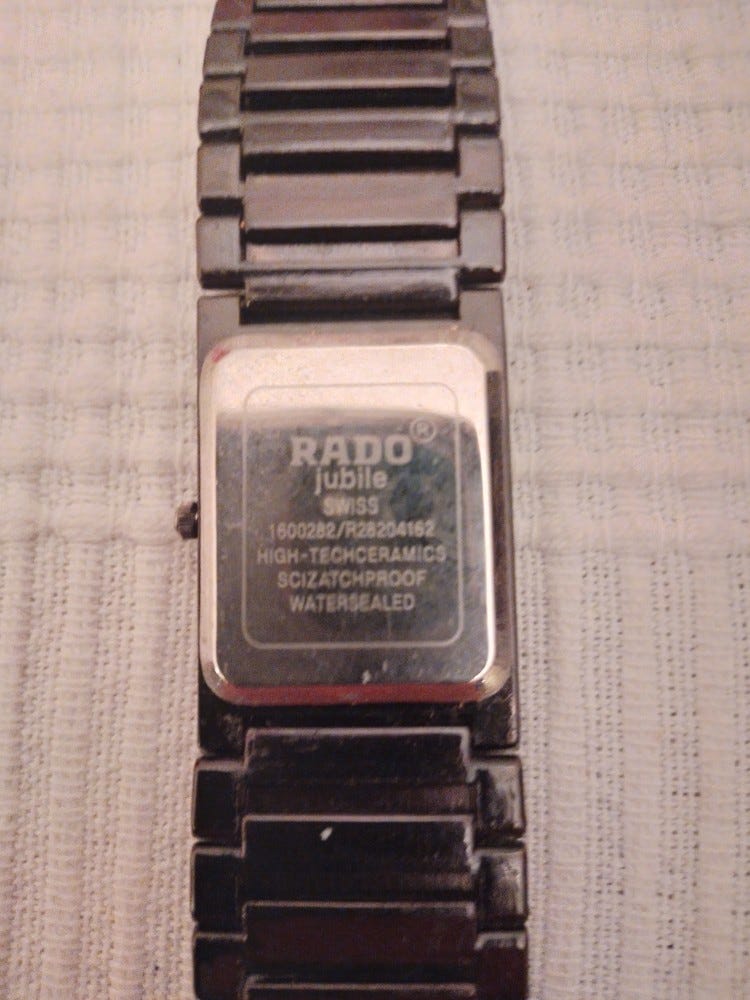 RADO®
jubile
SWISS
1600282/R28204162
HIGH-TECHCERAMICS
SCIZATCHPROOF
WATERSEALED